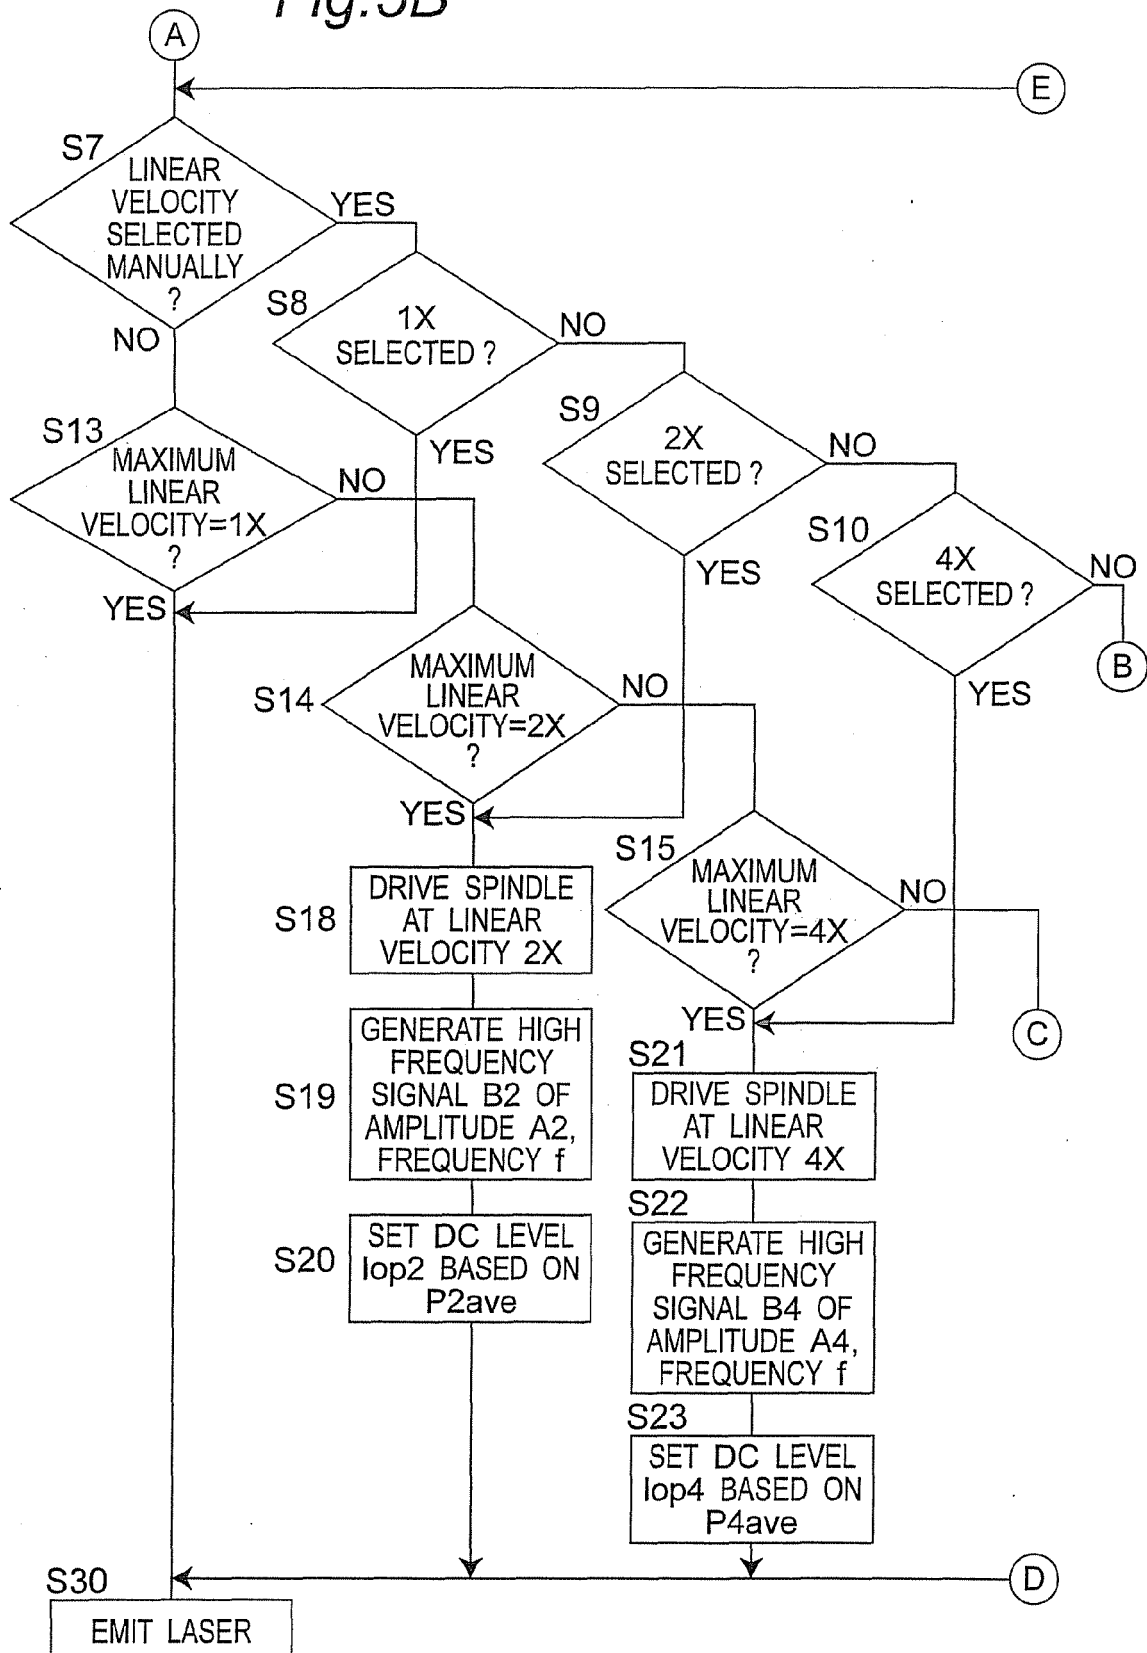 Fig.5B
A
E
S7
LINEAR
VELOCITY
SELECTED
MANUALLY
?
YES
NO
S8
1X
SELECTED ?
NO
YES
S9
2X
SELECTED ?
NO
YES
S10
4X
SELECTED ?
NO
YES
B
S13
MAXIMUM
LINEAR
VELOCITY=1X
?
NO
YES
S14
MAXIMUM
LINEAR
VELOCITY=2X
?
NO
YES
S15
MAXIMUM
LINEAR
VELOCITY=4X
?
NO
YES
C
S18
DRIVE SPINDLE
AT LINEAR
VELOCITY 2X
S19
GENERATE HIGH
FREQUENCY
SIGNAL B2 OF
AMPLITUDE A2,
FREQUENCY f
S20
SET DC LEVEL
Iop2 BASED ON
P2ave
S21
DRIVE SPINDLE
AT LINEAR
VELOCITY 4X
S22
GENERATE HIGH
FREQUENCY
SIGNAL B4 OF
AMPLITUDE A4,
FREQUENCY f
S23
SET DC LEVEL
Iop4 BASED ON
P4ave
D
S30
EMIT LASER